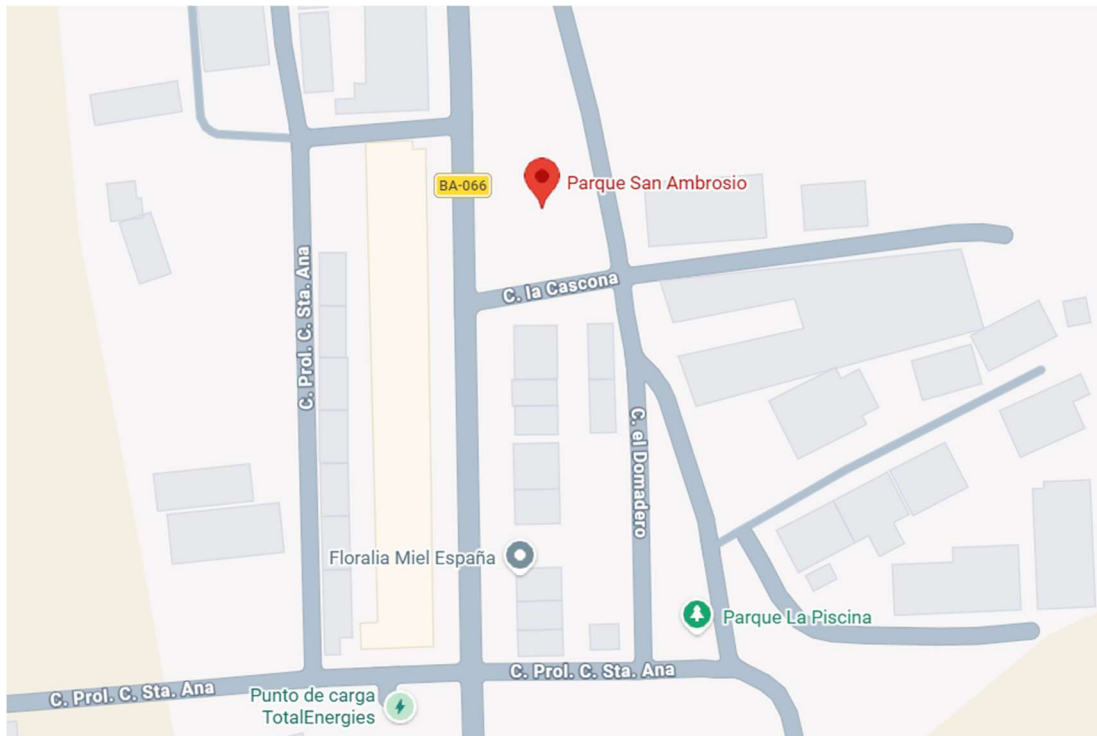 BA-066
Parque San Ambrosio
C. Prol. C. Sta. Ana
C. la Cascona
C. el Domadero
Floralia Miel España
Parque La Piscina
C. Prol. C. Sta. Ana
C. Prol. C. Sta. Ana
Punto de carga
TotalEnergies